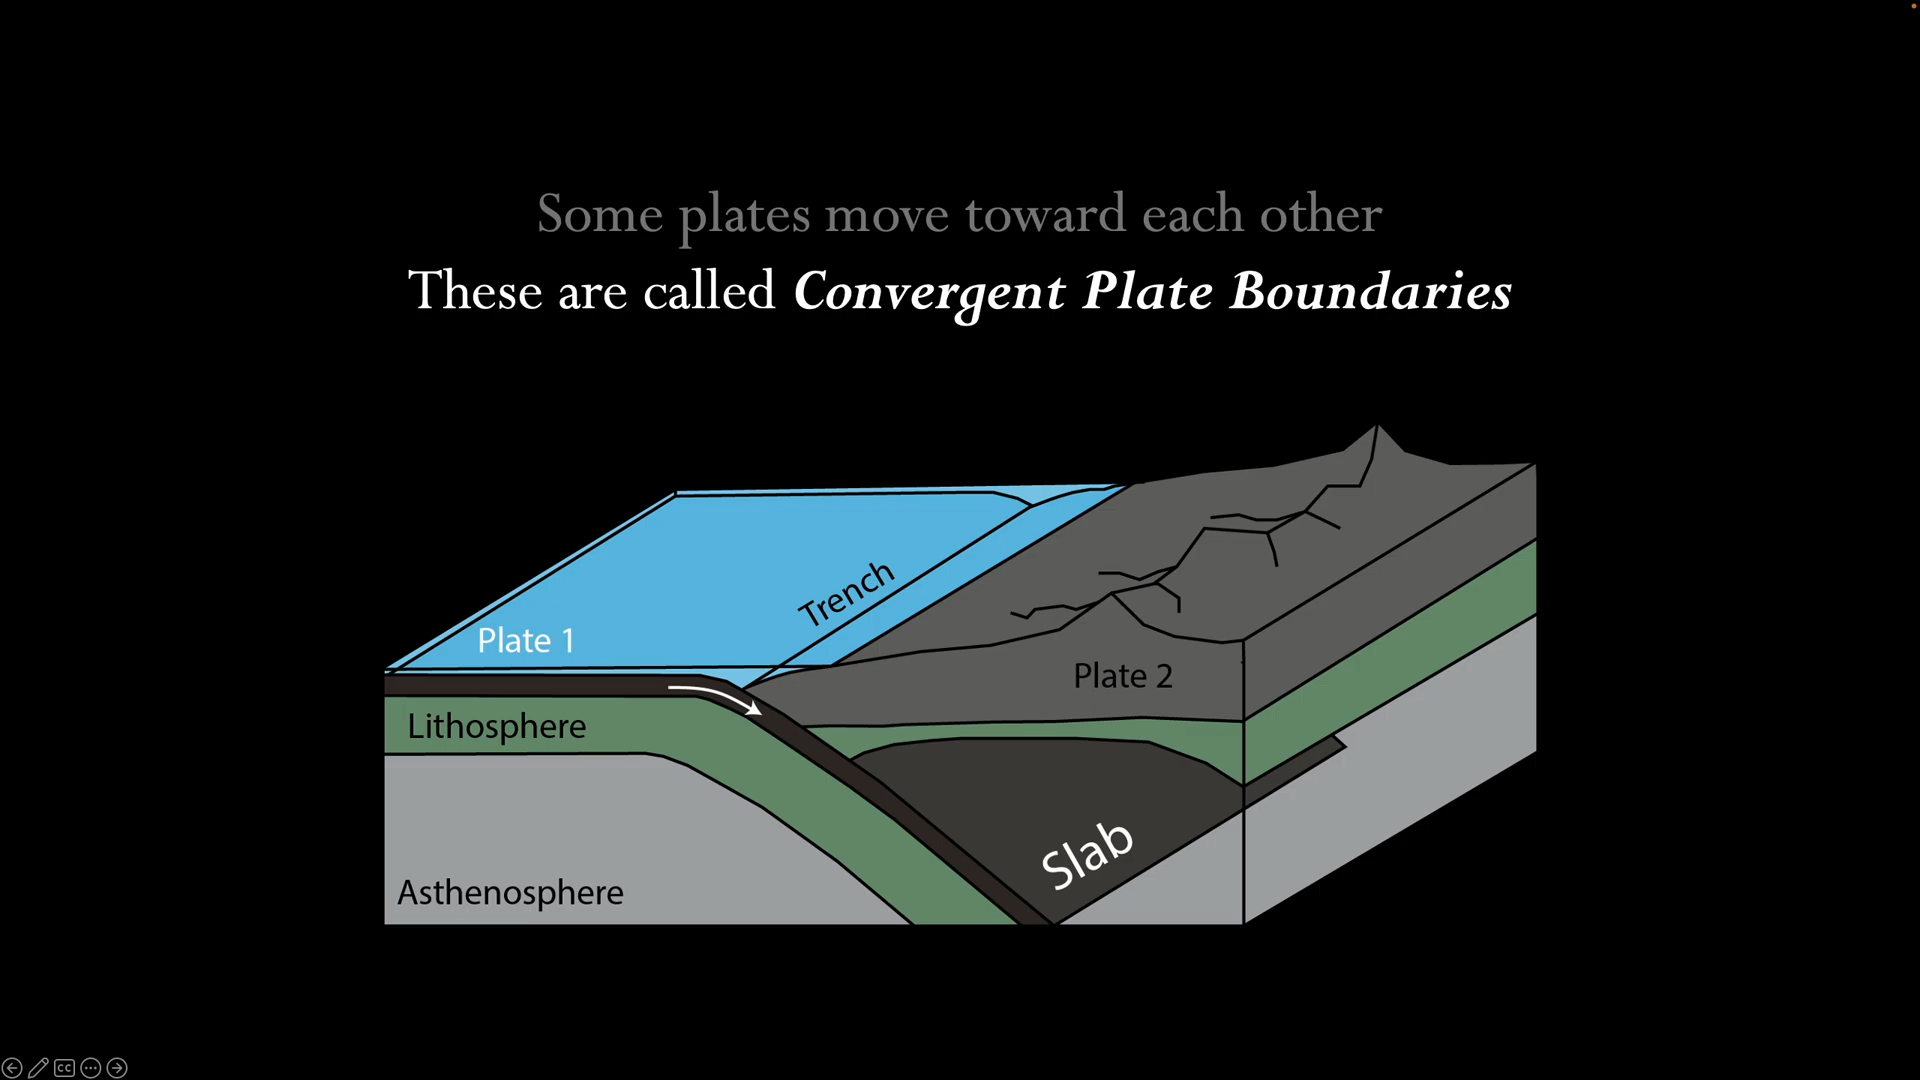 Some plates move toward each other
These are called Convergent Plate Boundaries
Trench
Plate 1
Plate 2
Lithosphere
Slab
Asthenosphere
CC